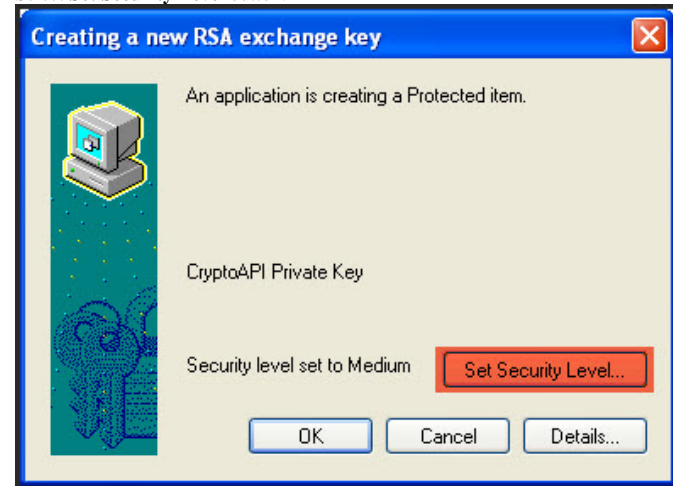 Creating a new RSA exchange key
An application is creating a Protected item.
CryptoAPI Private Key
Security level set to Medium
Set Security Level...
OK
Cancel
Details...